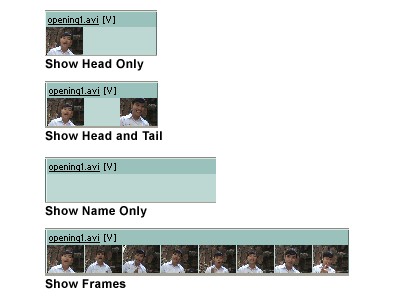 opening1.avi [V]
Show Head Only
opening1.avi [V]
Show Head and Tail
opening1.avi [V]
Show Name Only
opening1.avi [V]
Show Frames